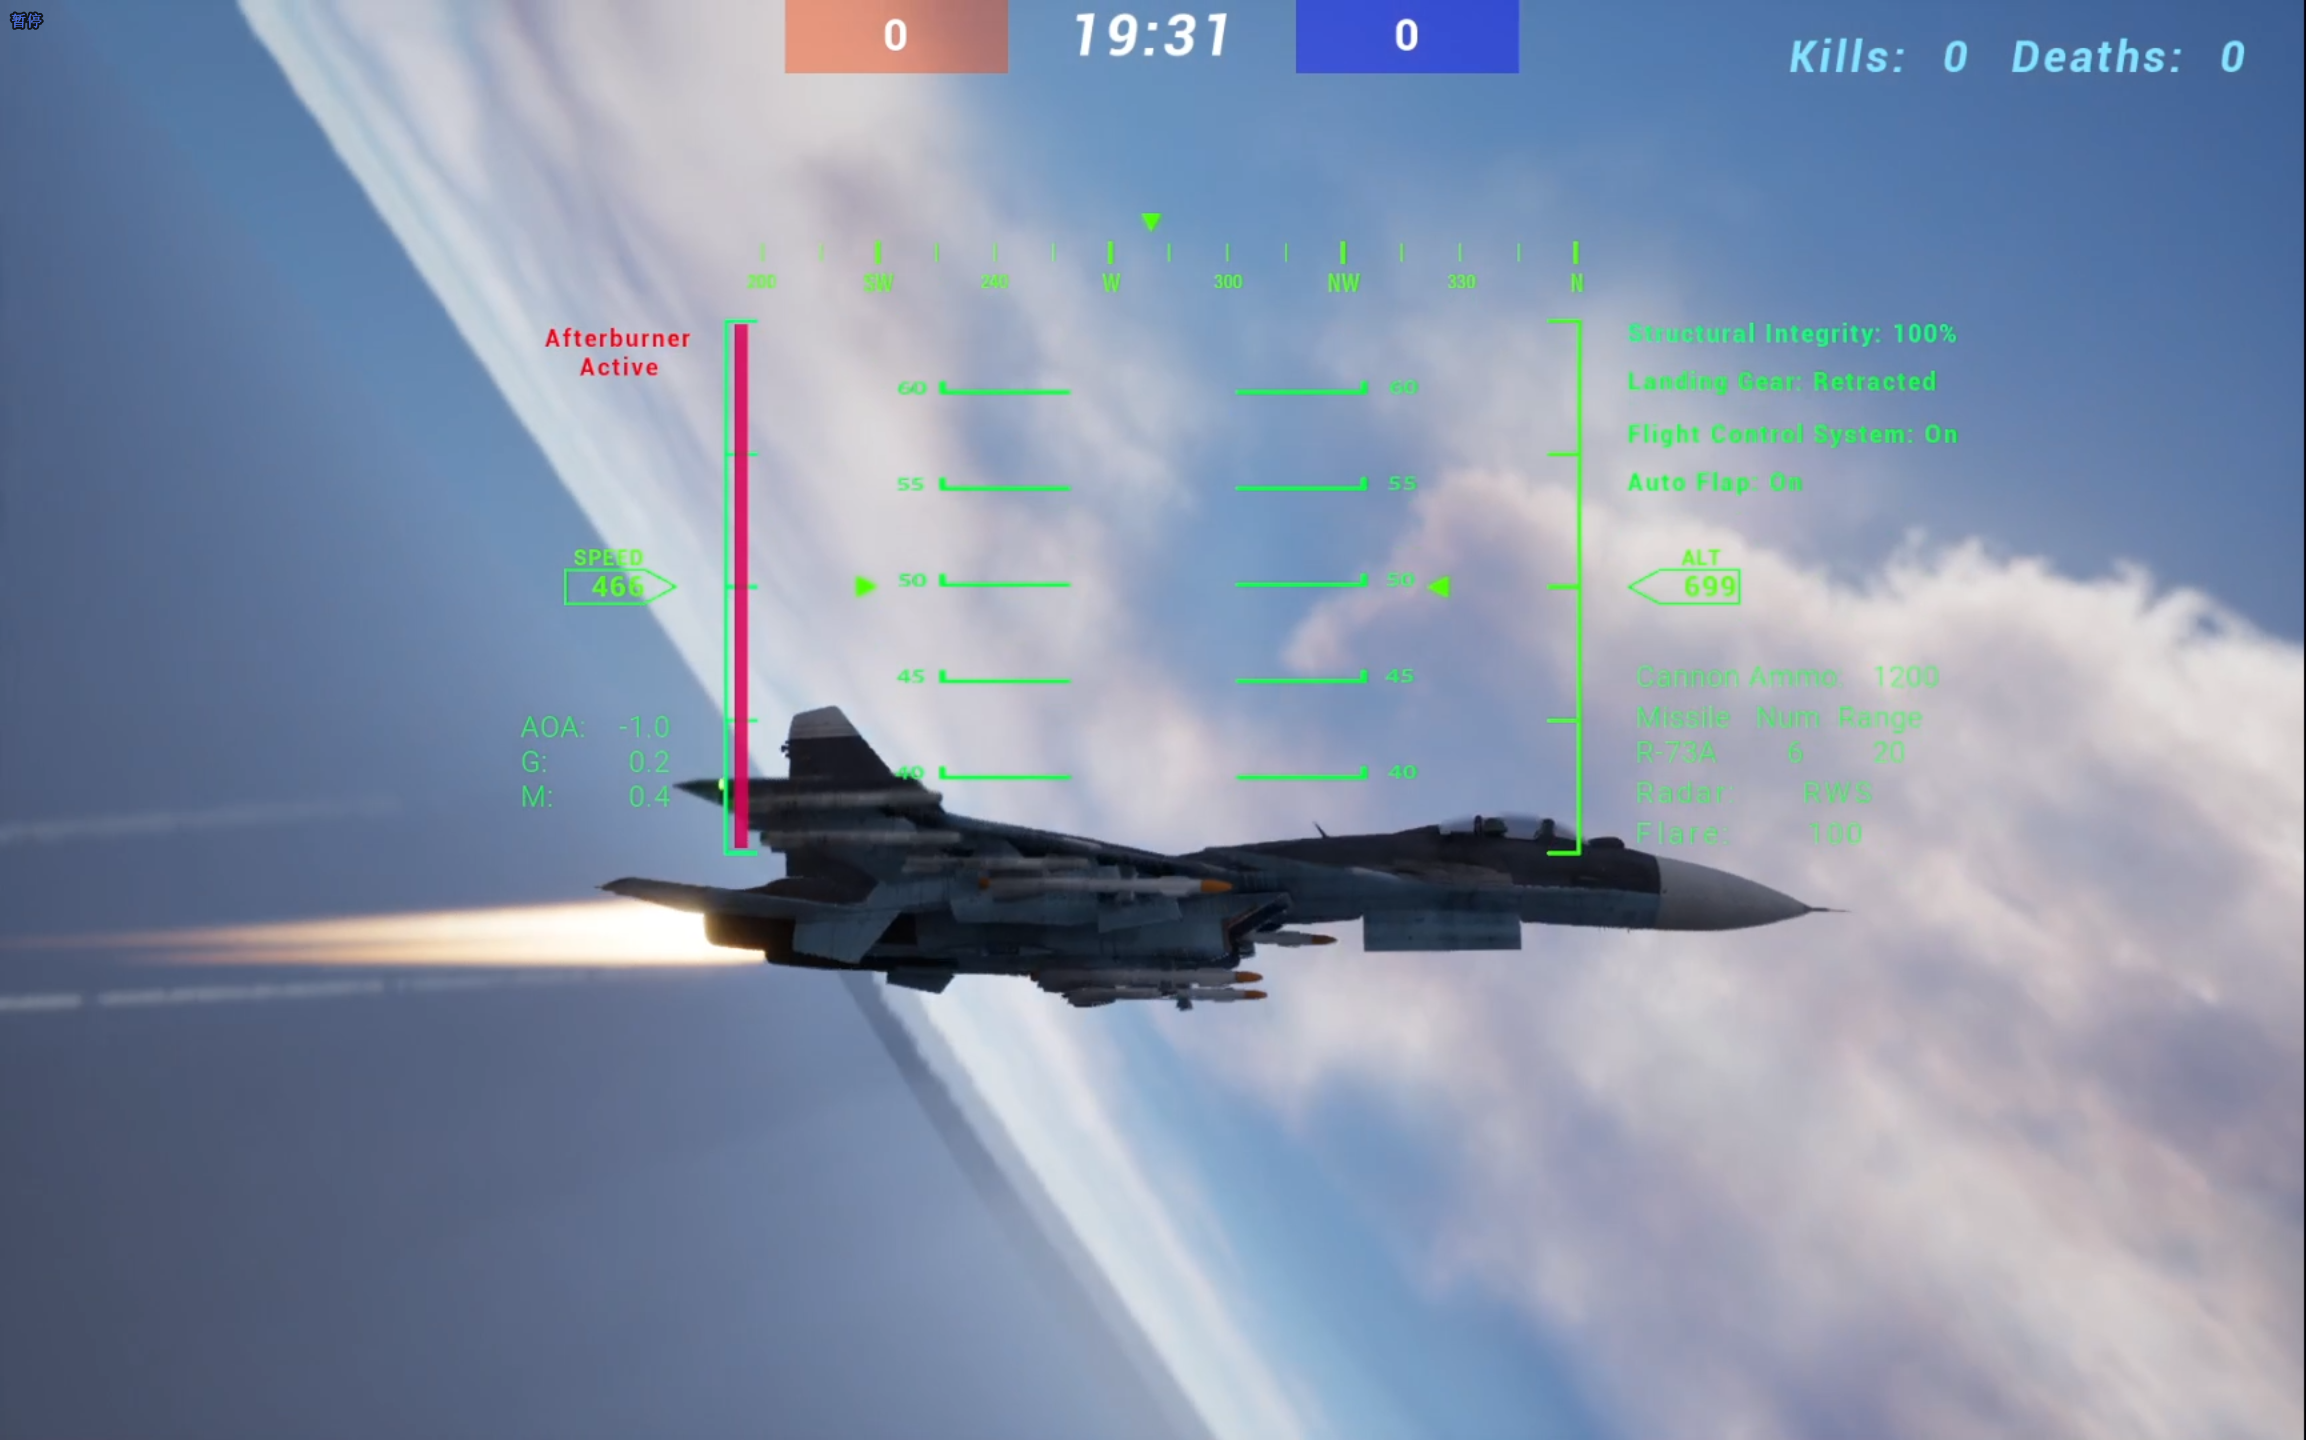 暂停
0 19:31 0
Kills: 0 Deaths: 0
200 SW 240 W 300 NW 330 N
Afterburner
Active
Structural Integrity: 100%
Landing Gear: Retracted
Flight Control System: On
Auto Flap: On
60 60
55 55
50 50
45 45
40 40
SPEED
466
ALT
699
AOA: -1.0
G: 0.2
M: 0.4
Cannon Ammo: 1200
Missile Num Range
R-73A 6 20
Radar: RWS
Flare: 100